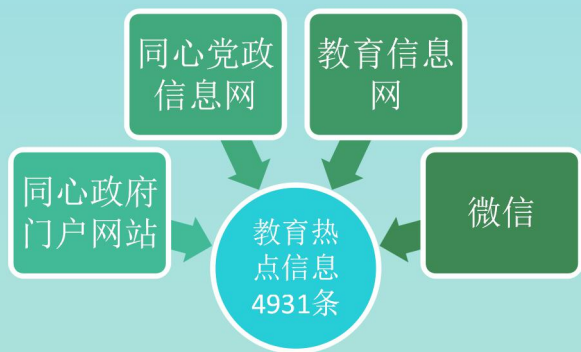 同心党政
信息网
教育信息
网
同心政府
门户网站
微信
教育热
点信息
4931条